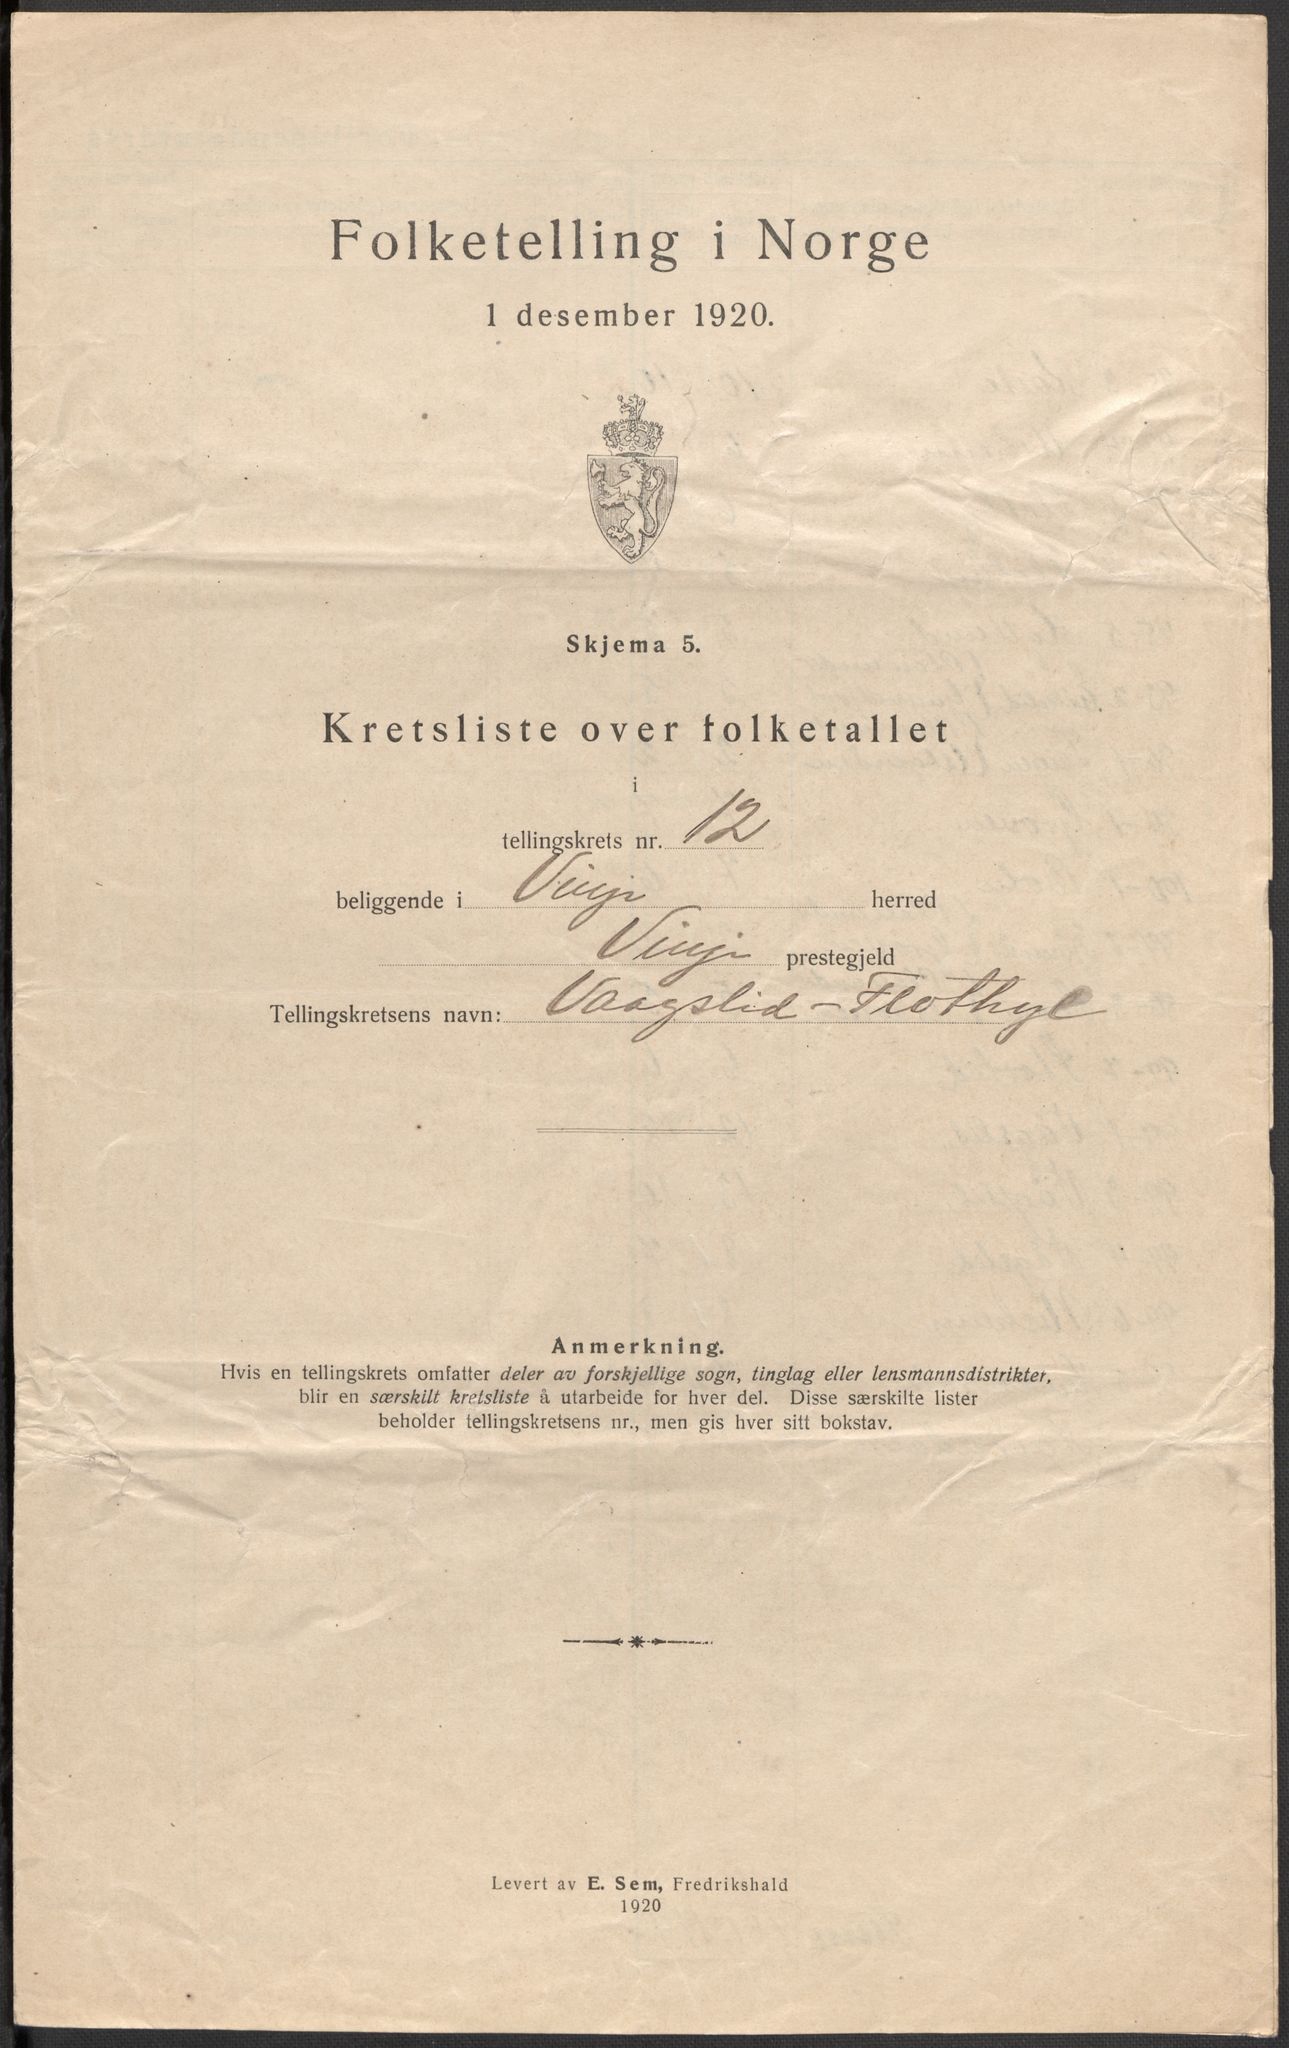 Folketelling i Norge
1 desember 1920.
Skjema 5.
Kretsliste over folketallet
i
tellingskrets nr. 12
beliggende i Vinje herred
Vinje prestegjeld
Tellingskretsens navn: Vaagslid - Flothyl
Anmerkning.
Hvis en tellingskrets omfatter deler av forskjellige sogn, tinglag eller lensmannsdistrikter,
blir en særskilt kretsliste å utarbeide for hver del. Disse særskilte lister
beholder tellingskretsens nr., men gis hver sitt bokstav.
Levert av E. Sem, Fredrikshald
1920